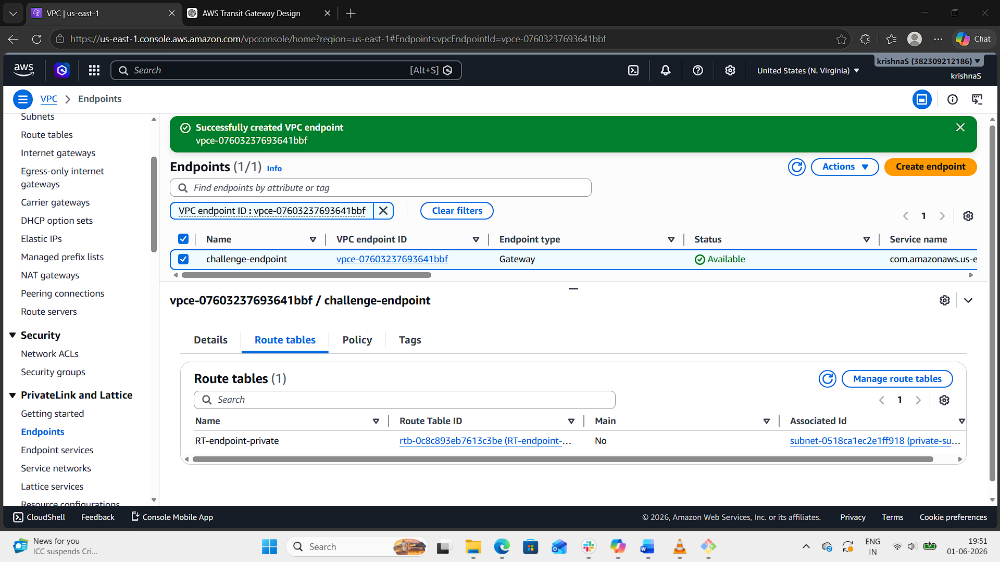 VPC | us-east-1
AWS Transit Gateway Design
https://us-east-1.console.aws.amazon.com/vpcconsole/home?region=us-east-1#Endpoints:vpcEndpointId=vpce-07603237693641bbf
Chat
aws
Search
[Alt+S]
United States (N. Virginia)
krishnaS (382309212186)
krishnaS
VPC
Endpoints
Subnets
Route tables
Internet gateways
Egress-only internet
gateways
Carrier gateways
DHCP option sets
Elastic IPs
Managed prefix lists
NAT gateways
Peering connections
Route servers
Security
Network ACLs
Security groups
PrivateLink and Lattice
Getting started
Endpoints
Endpoint services
Service networks
Lattice services
Resource configurations
Successfully created VPC endpoint
vpce-07603237693641bbf
Endpoints (1/1) Info
Actions
Create endpoint
Find endpoints by attribute or tag
VPC endpoint ID : vpce-07603237693641bbf
Clear filters
1
Name
VPC endpoint ID
Endpoint type
Status
Service name
challenge-endpoint
vpce-07603237693641bbf
Gateway
Available
com.amazonaws.us-e
vpce-07603237693641bbf / challenge-endpoint
Details
Route tables
Policy
Tags
Route tables (1)
Manage route tables
Search
1
Name
Route Table ID
Main
Associated Id
RT-endpoint-private
rtb-0c8c893eb7613c3be (RT-endpoint-...
No
subnet-0518ca1ec2e1ff918 (private-su...
CloudShell
Feedback
Console Mobile App
© 2026, Amazon Web Services, Inc. or its affiliates.
Privacy
Terms
Cookie preferences
News for you
ICC suspends Cri...
Search
ENG
IN
19:51
01-06-2026